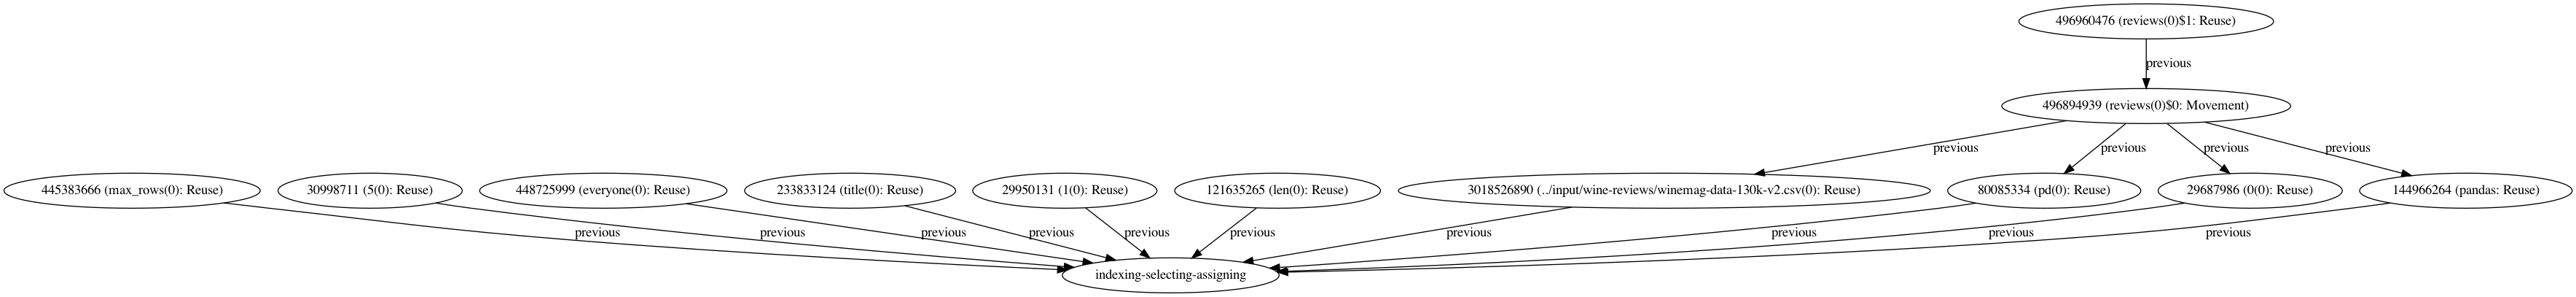 496960476 (reviews(0)$1: Reuse)
previous
496894939 (reviews(0)$0: Movement)
previous
previous
previous
previous
445383666 (max_rows(0): Reuse)
30998711 (5(0): Reuse)
448725999 (everyone(0): Reuse)
233833124 (title(0): Reuse)
29950131 (1(0): Reuse)
121635265 (len(0): Reuse)
3018526890 (../input/wine-reviews/winemag-data-130k-v2.csv(0): Reuse)
80085334 (pd(0): Reuse)
29687986 (0(0): Reuse)
144966264 (pandas: Reuse)
previous
previous
previous
previous
previous
previous
previous
previous
previous
previous
indexing-selecting-assigning